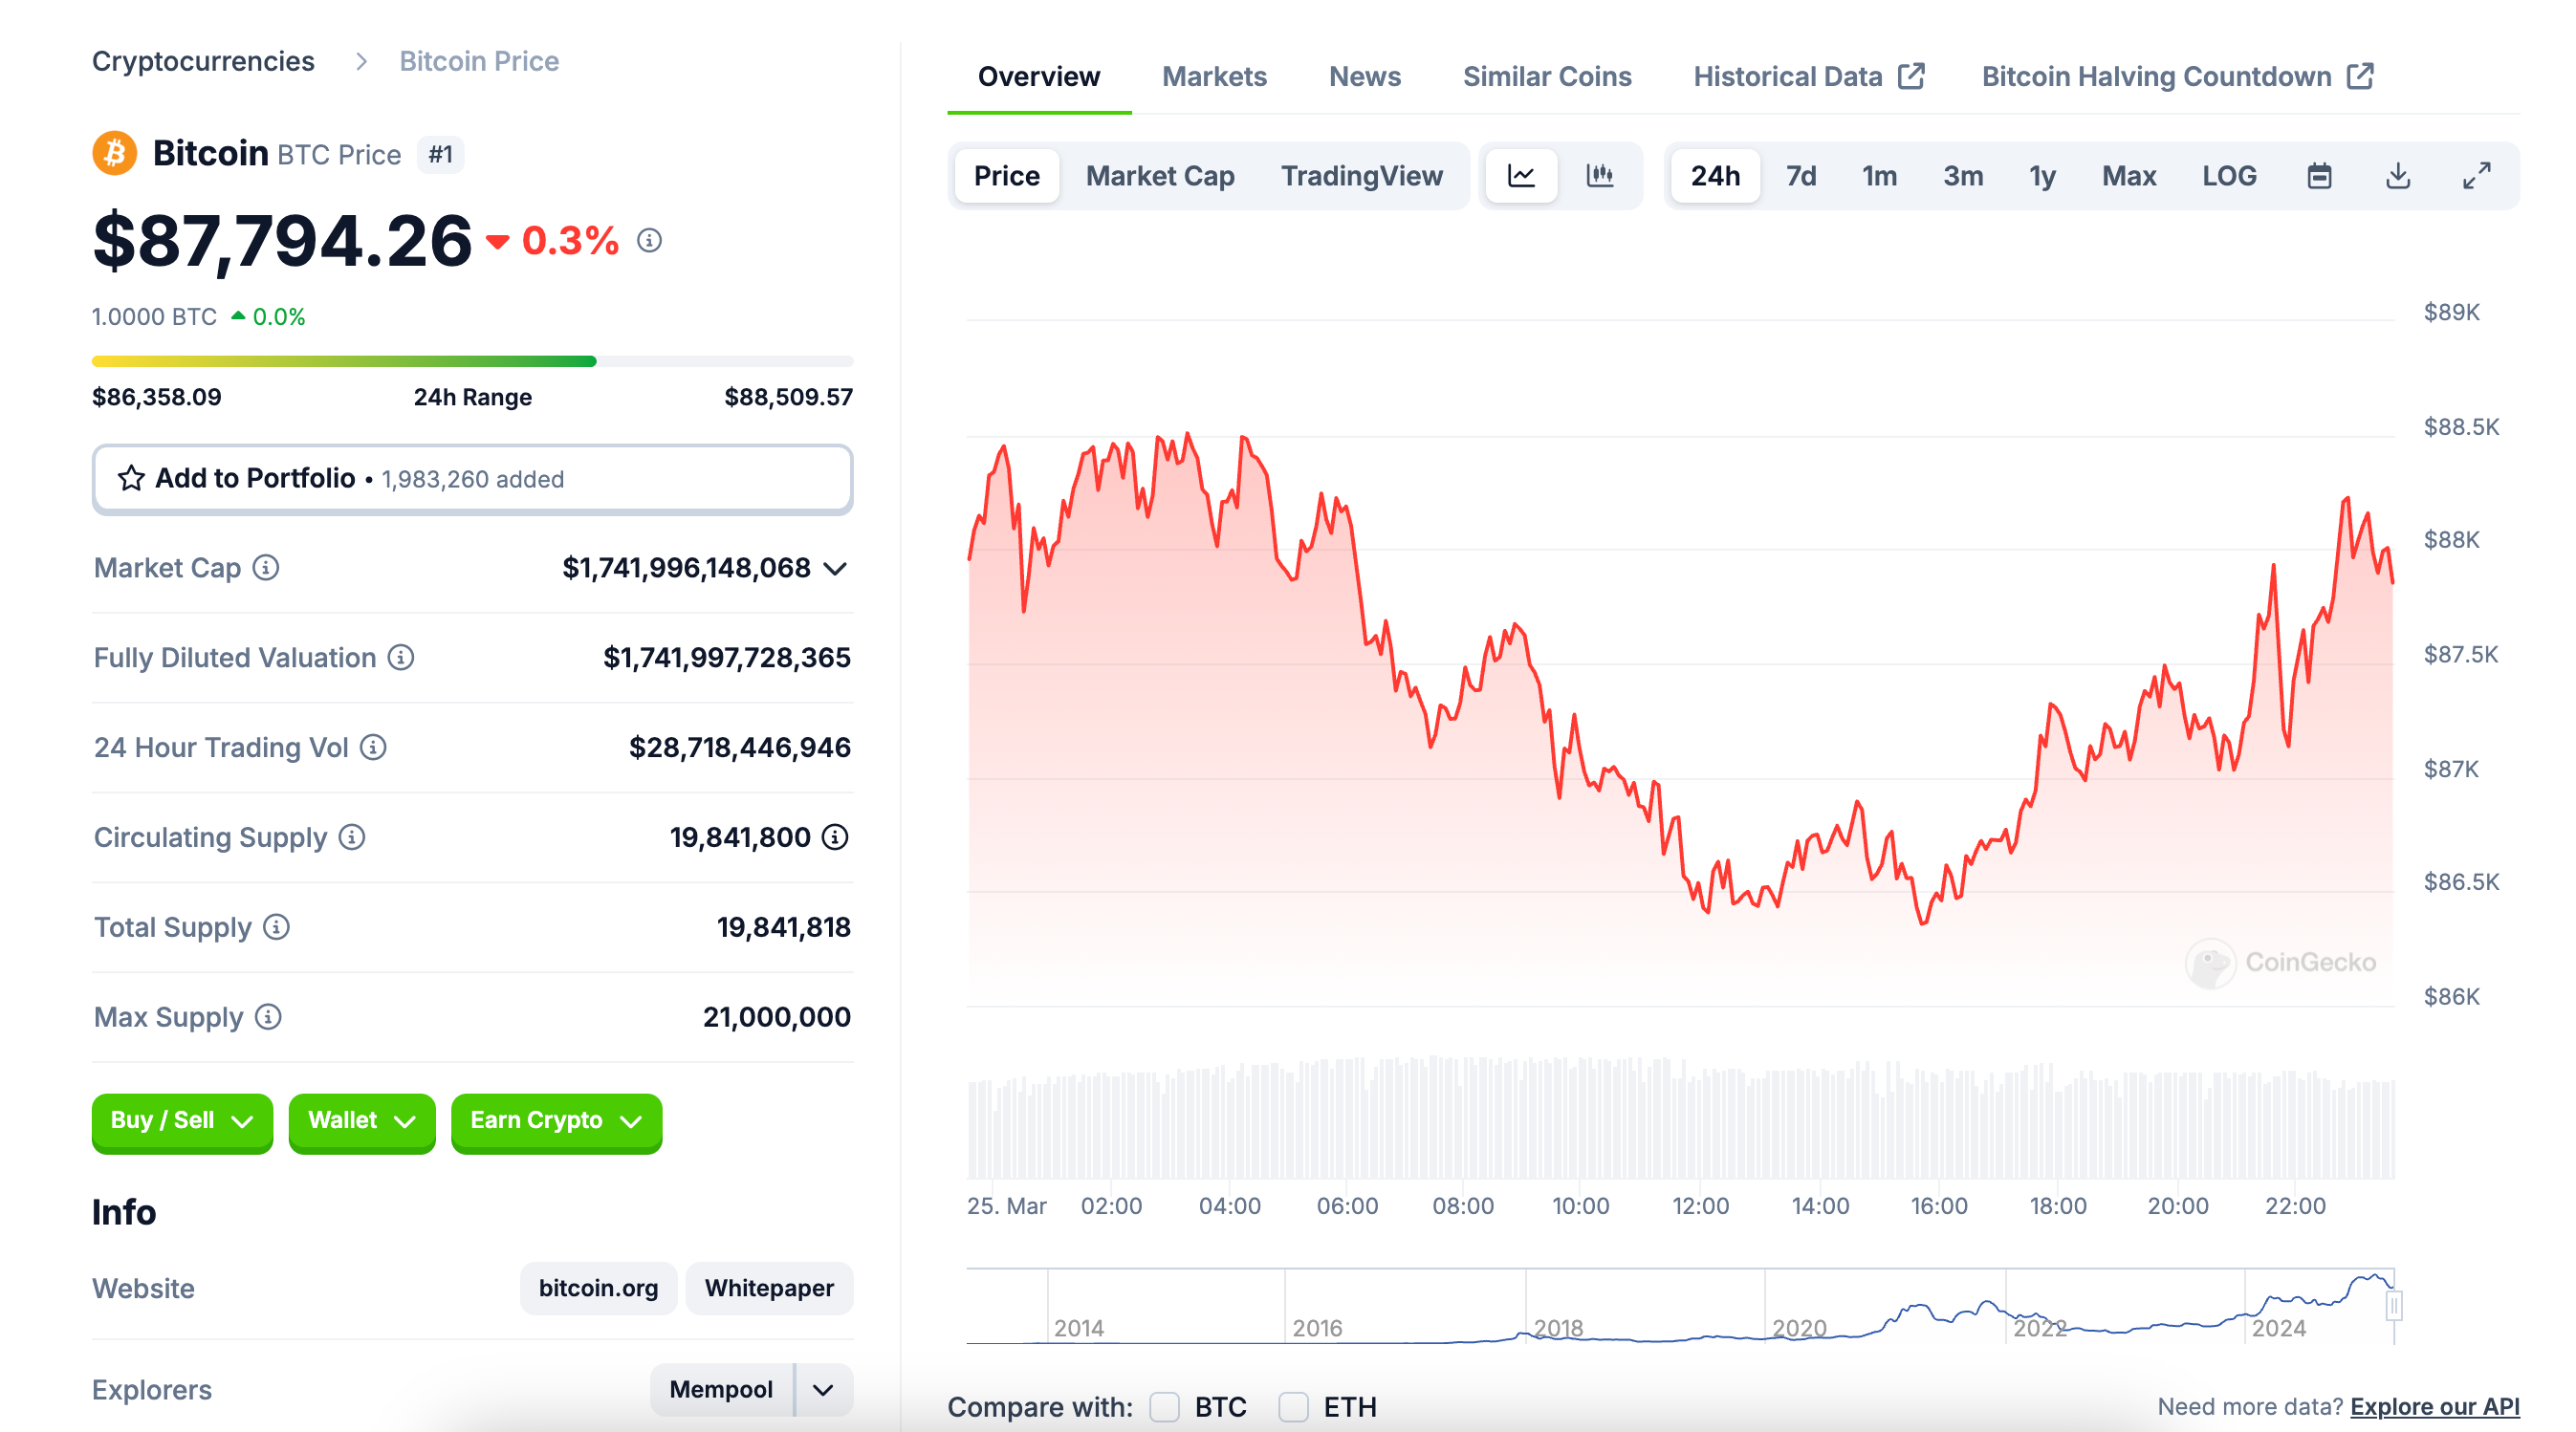 Cryptocurrencies > Bitcoin Price
Bitcoin BTC Price #1
$87,794.26 0.3%
1.0000 BTC 0.0%
$86,358.09 24h Range $88,509.57
Add to Portfolio • 1,983,260 added
Market Cap $1,741,996,148,068
Fully Diluted Valuation $1,741,997,728,365
24 Hour Trading Vol $28,718,446,946
Circulating Supply 19,841,800
Total Supply 19,841,818
Max Supply 21,000,000
Buy / Sell Wallet Earn Crypto
Info
Website bitcoin.org Whitepaper
Explorers Mempool
Overview Markets News Similar Coins Historical Data Bitcoin Halving Countdown
Price Market Cap TradingView 24h 7d 1m 3m 1y Max LOG
$89K
$88.5K
$88K
$87.5K
$87K
$86.5K
CoinGecko
$86K
25. Mar 02:00 04:00 06:00 08:00 10:00 12:00 14:00 16:00 18:00 20:00 22:00
2014 2016 2018 2020 2022 2024
Compare with: BTC ETH
Need more data? Explore our API